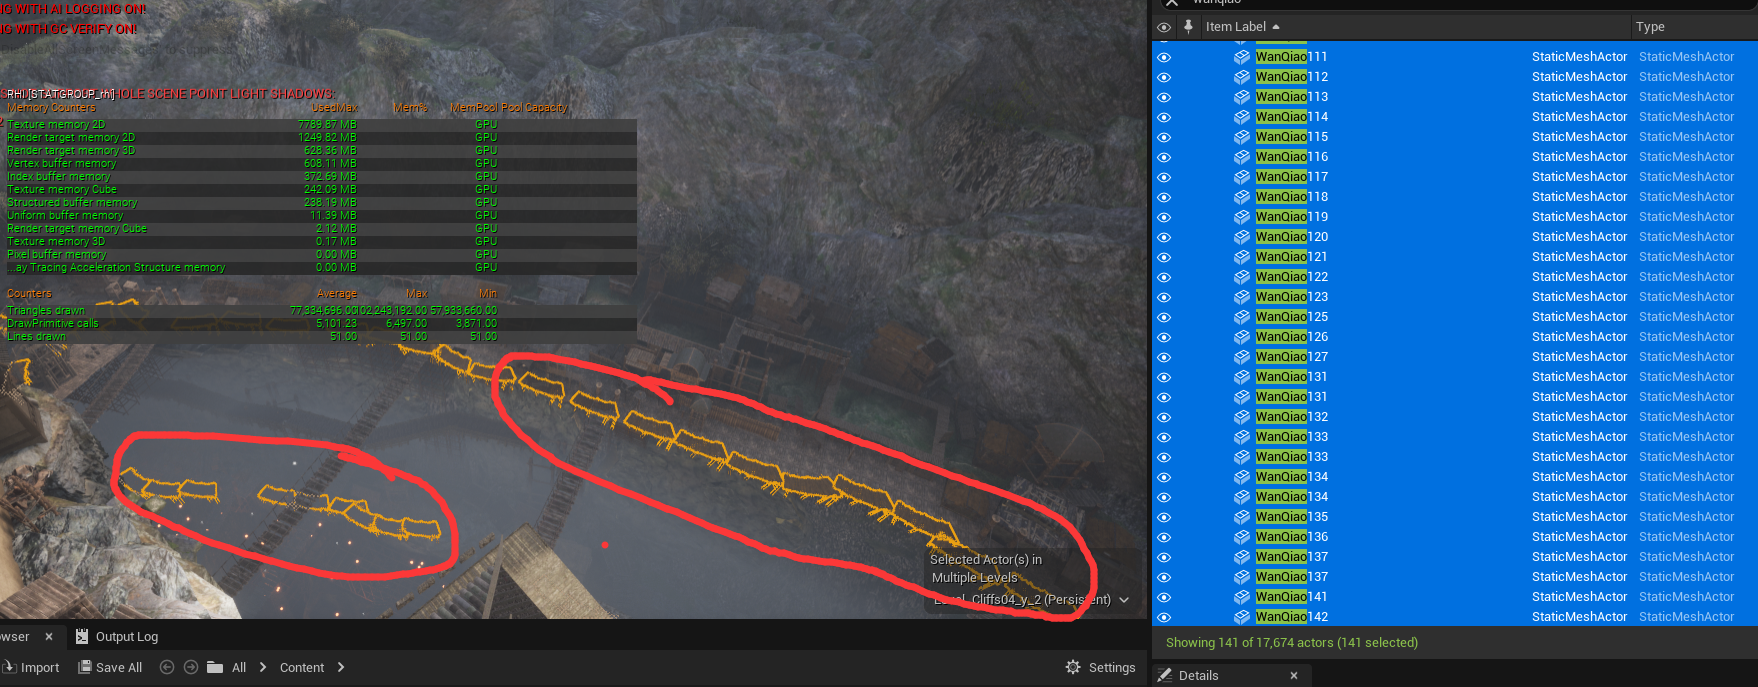 NG WITH AI LOGGING ON!
NG WITH GC VERIFY ON!
RHI [STATGROUP_rhi]
HOLE SCENE POINT LIGHT SHADOWS:
Memory Counters UsedMax Mem% MemPool Pool Capacity
Texture memory 2D 7789.87 MB GPU
Render target memory 2D 1249.82 MB GPU
Render target memory 3D 628.36 MB GPU
Vertex buffer memory 608.11 MB GPU
Index buffer memory 372.69 MB GPU
Texture memory Cube 242.09 MB GPU
Structured buffer memory 238.19 MB GPU
Uniform buffer memory 11.39 MB GPU
Render target memory Cube 2.12 MB GPU
Texture memory 3D 0.17 MB GPU
Pixel buffer memory 0.00 MB GPU
...ay Tracing Acceleration Structure memory 0.00 MB GPU
Counters Average Max Min
Triangles drawn 77,334,696.00 102,243,192.00 57,933,660.00
DrawPrimitive calls 5,101.23 6,497.00 3,871.00
Lines drawn 51.00 51.00 51.00
Selected Actor(s) in
Multiple Levels
Level Cliffs04_y_2 (Persistent)
wser × Output Log
Import Save All All > Content > Settings
wanqiao
Item Label Type
WanQiao111 StaticMeshActor StaticMeshActor
WanQiao112 StaticMeshActor StaticMeshActor
WanQiao113 StaticMeshActor StaticMeshActor
WanQiao114 StaticMeshActor StaticMeshActor
WanQiao115 StaticMeshActor StaticMeshActor
WanQiao116 StaticMeshActor StaticMeshActor
WanQiao117 StaticMeshActor StaticMeshActor
WanQiao118 StaticMeshActor StaticMeshActor
WanQiao119 StaticMeshActor StaticMeshActor
WanQiao120 StaticMeshActor StaticMeshActor
WanQiao121 StaticMeshActor StaticMeshActor
WanQiao122 StaticMeshActor StaticMeshActor
WanQiao123 StaticMeshActor StaticMeshActor
WanQiao125 StaticMeshActor StaticMeshActor
WanQiao126 StaticMeshActor StaticMeshActor
WanQiao127 StaticMeshActor StaticMeshActor
WanQiao131 StaticMeshActor StaticMeshActor
WanQiao131 StaticMeshActor StaticMeshActor
WanQiao132 StaticMeshActor StaticMeshActor
WanQiao133 StaticMeshActor StaticMeshActor
WanQiao133 StaticMeshActor StaticMeshActor
WanQiao134 StaticMeshActor StaticMeshActor
WanQiao134 StaticMeshActor StaticMeshActor
WanQiao135 StaticMeshActor StaticMeshActor
WanQiao136 StaticMeshActor StaticMeshActor
WanQiao137 StaticMeshActor StaticMeshActor
WanQiao137 StaticMeshActor StaticMeshActor
WanQiao141 StaticMeshActor StaticMeshActor
WanQiao142 StaticMeshActor StaticMeshActor
Showing 141 of 17,674 actors (141 selected)
Details ×